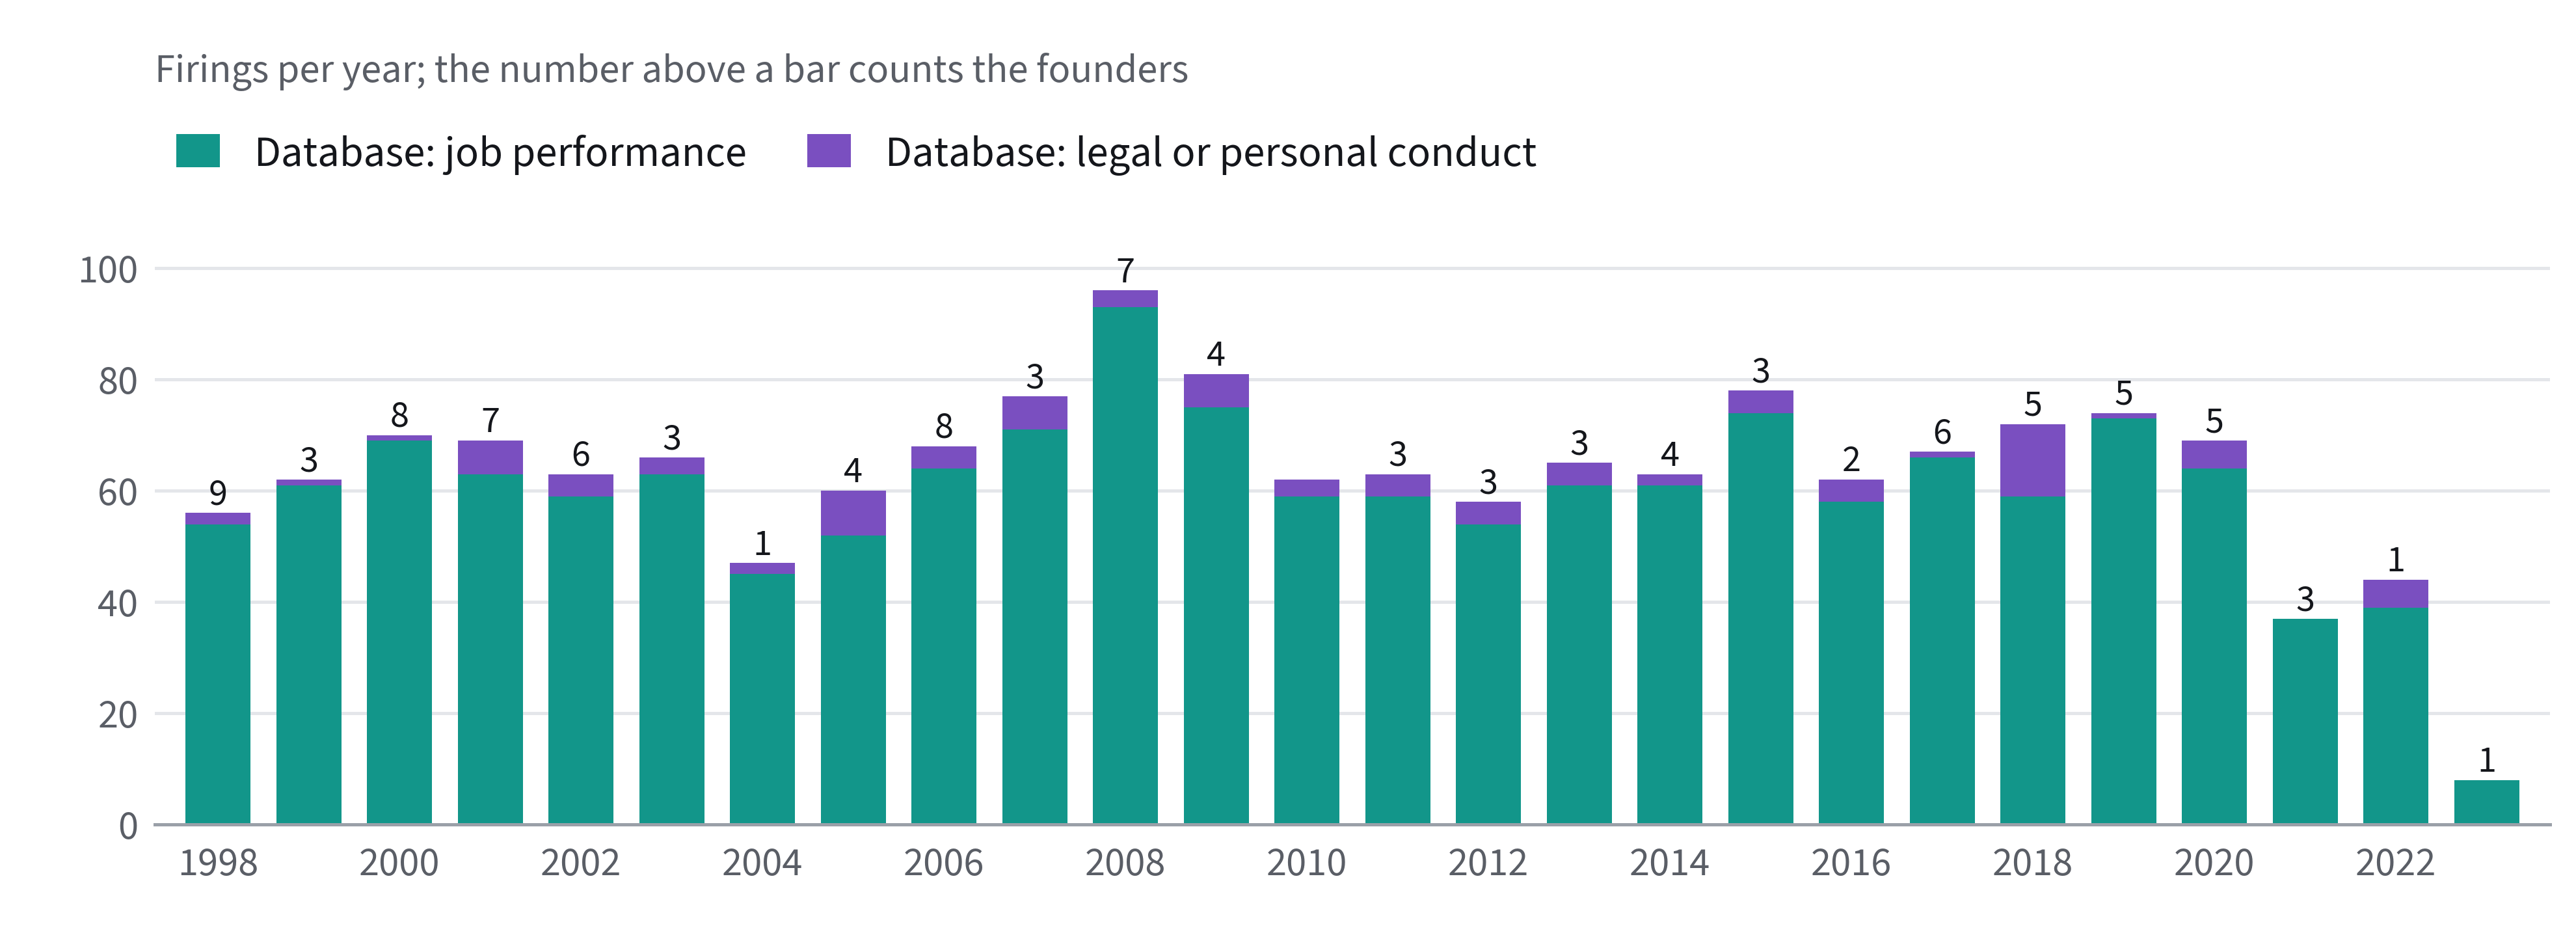 Firings per year; the number above a bar counts the founders
Database: job performance Database: legal or personal conduct
100
80
60
40
20
0
9 3 8 7 6 3 1 4 8 3 7 4 3 3 3 4 3 2 6 5 5 5 3 1 1
1998 2000 2002 2004 2006 2008 2010 2012 2014 2016 2018 2020 2022